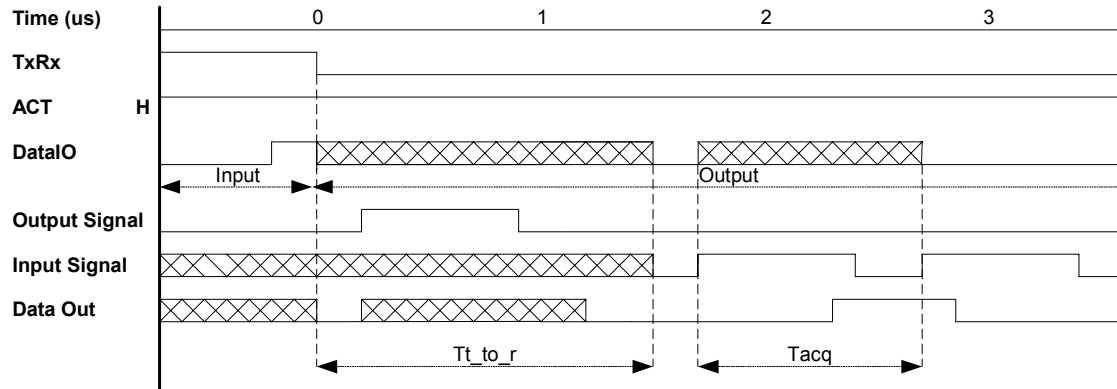 Time (us) 0 1 2 3
TxRx
ACT H
DataIO
Input Output
Output Signal
Input Signal
Data Out
Tt_to_r Tacq